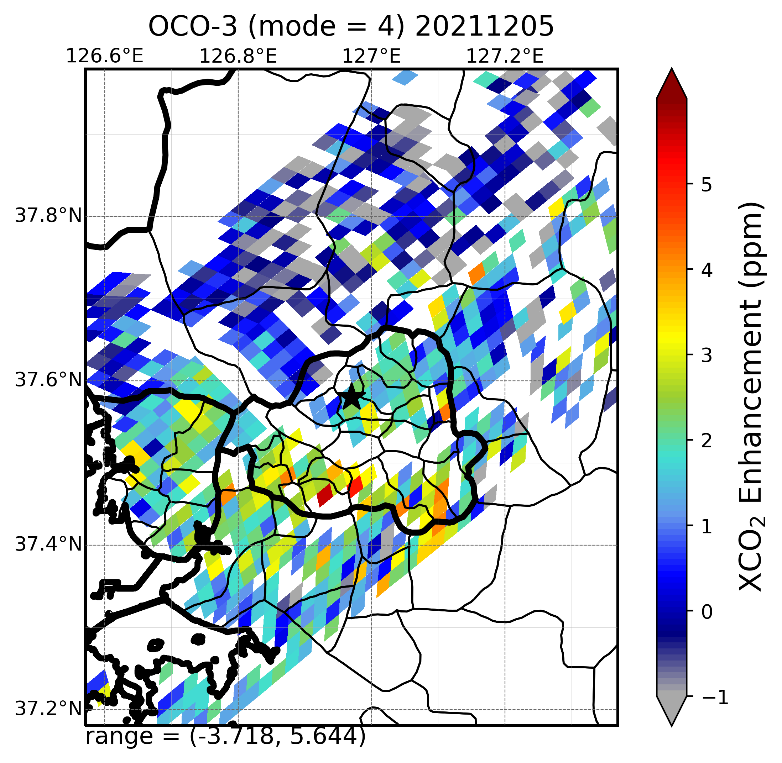 OCO-3 (mode = 4) 20211205
126.6°E 126.8°E 127°E 127.2°E
37.8°N
37.6°N
37.4°N
37.2°N
range = (-3.718, 5.644)
5
4
3
2
1
0
−1
XCO₂ Enhancement (ppm)